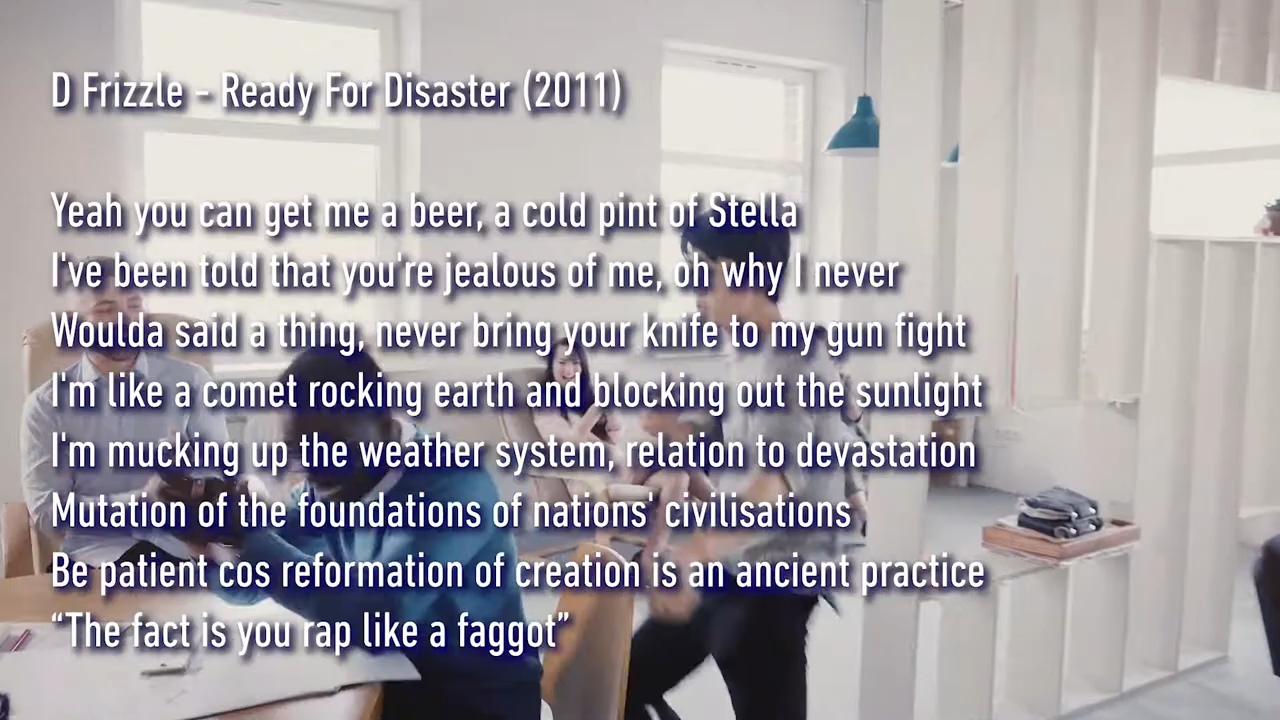 D Frizzle - Ready For Disaster (2011)
Yeah you can get me a beer, a cold pint of Stella
I've been told that you're jealous of me, oh why I never
Woulda said a thing, never bring your knife to my gun fight
I'm like a comet rocking earth and blocking out the sunlight
I'm mucking up the weather system, relation to devastation
Mutation of the foundations of nations' civilisations
Be patient cos reformation of creation is an ancient practice
“The fact is you rap like a faggot”